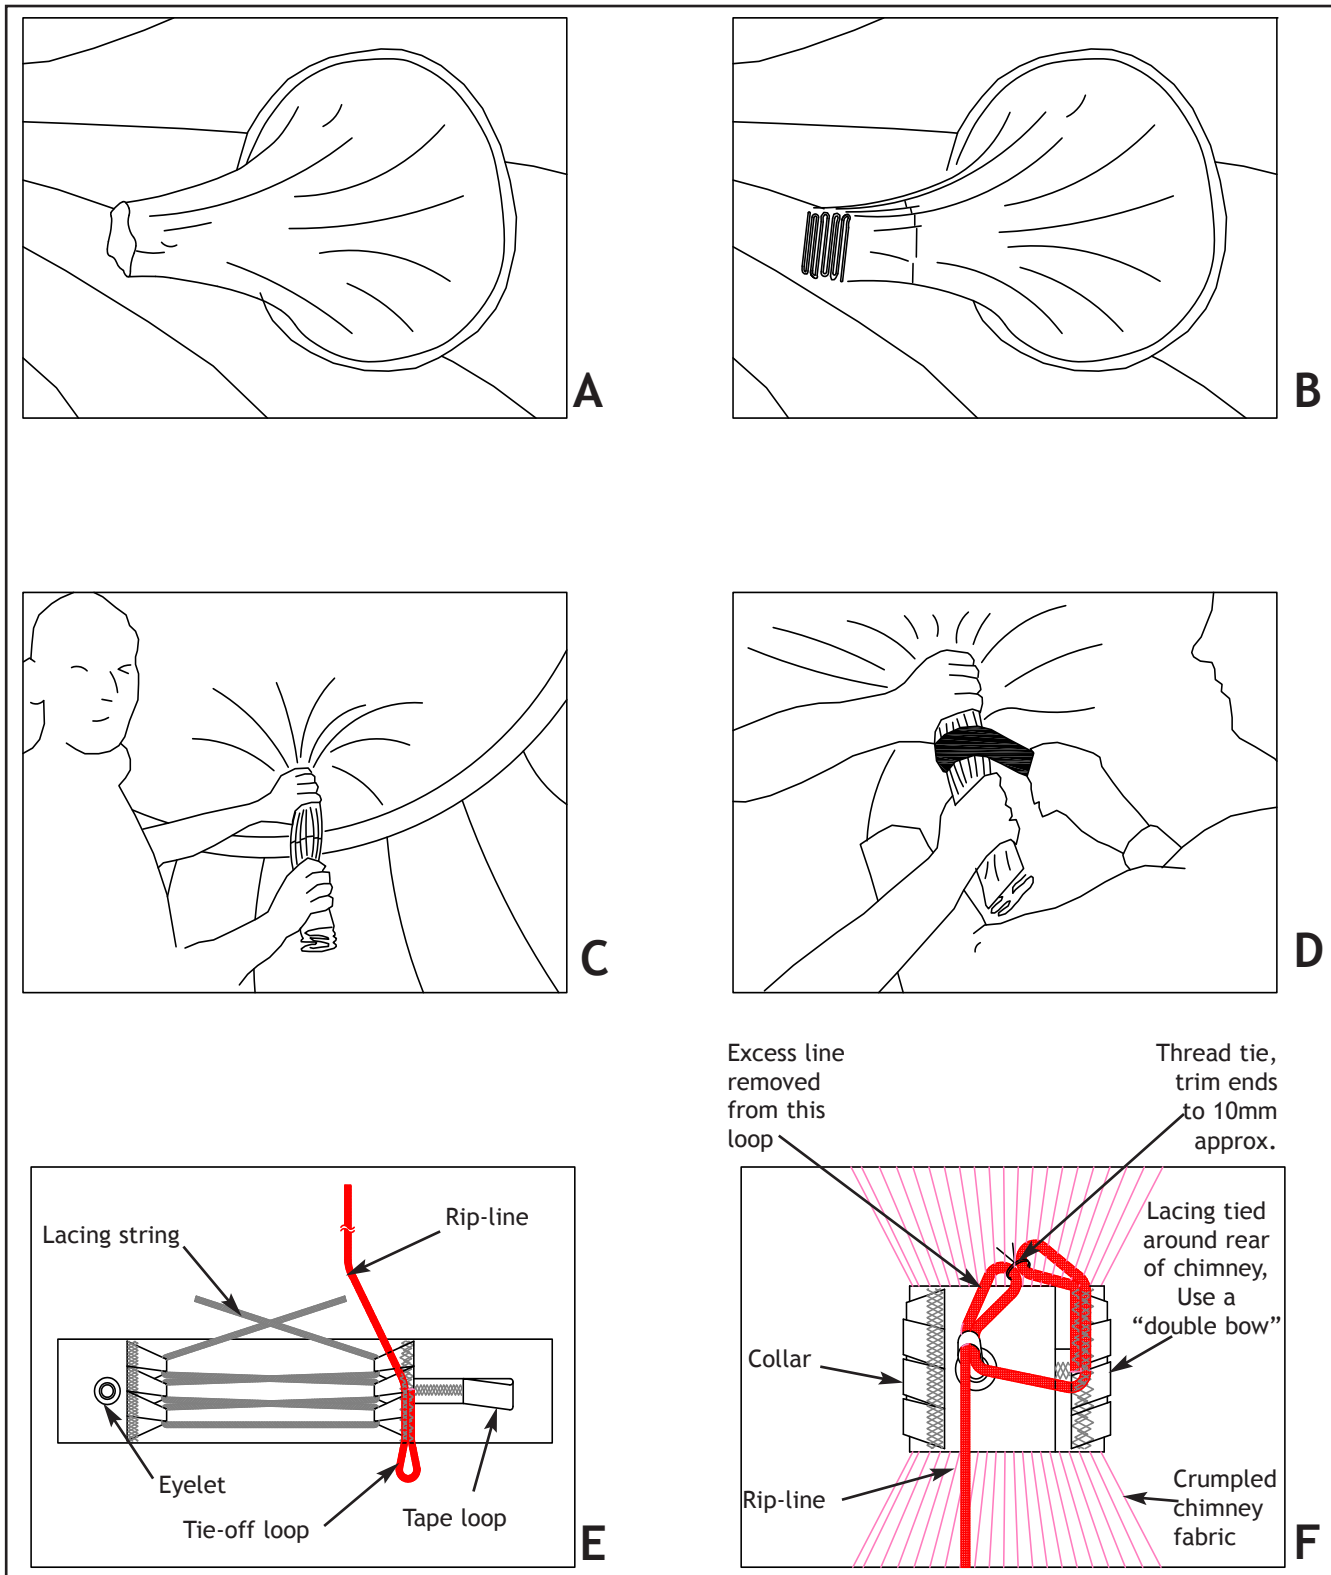 A
B
C
D
Excess line
removed
from this
loop
Thread tie,
trim ends
to 10mm
approx.
Lacing string
Rip-line
Eyelet
Tie-off loop
Tape loop
E
Lacing tied
around rear
of chimney,
Use a
“double bow”
Collar
Rip-line
Crumpled
chimney
fabric
F